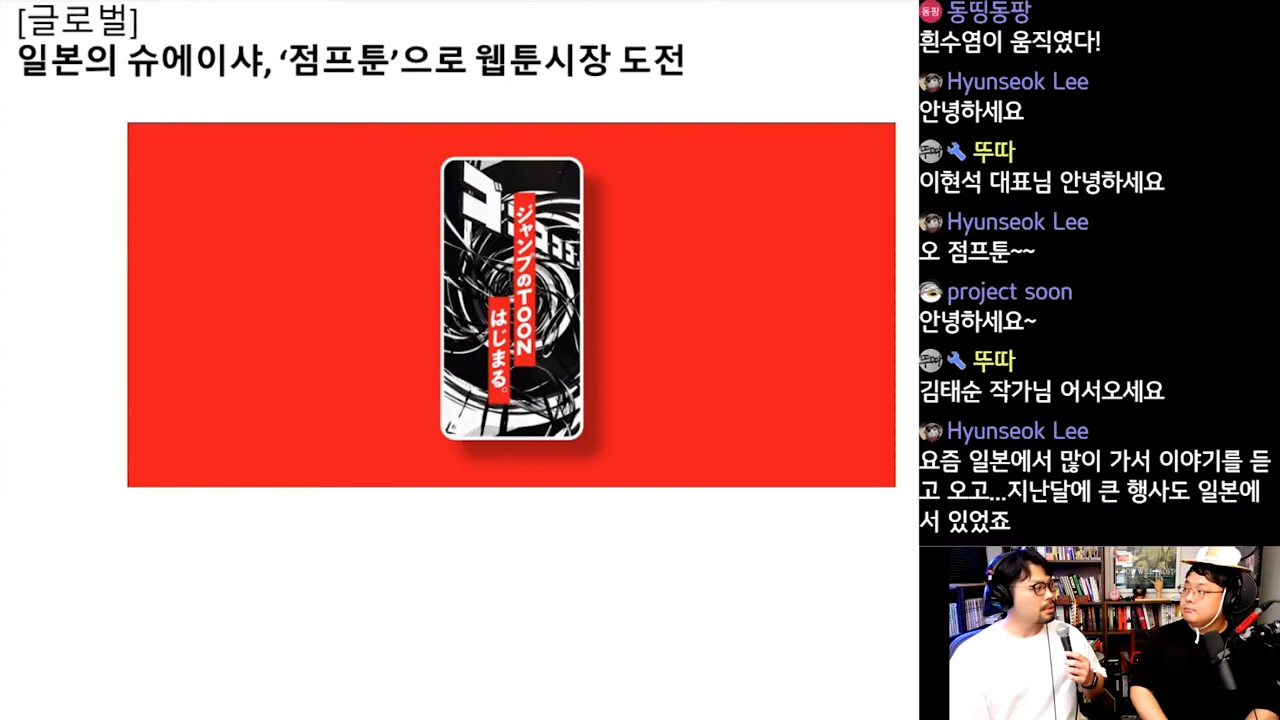 [글로벌]
일본의 슈에이샤, ‘점프툰’으로 웹툰시장 도전
ジャンプのTOON
はじまる。
동띵동팡
흰수염이 움직였다!
Hyunseok Lee
안녕하세요
뚜따
이현석 대표님 안녕하세요
Hyunseok Lee
오 점프툰~~
project soon
안녕하세요~
뚜따
김태순 작가님 어서오세요
Hyunseok Lee
요즘 일본에서 많이 가서 이야기를 듣
고 오고...지난달에 큰 행사도 일본에
서 있었죠